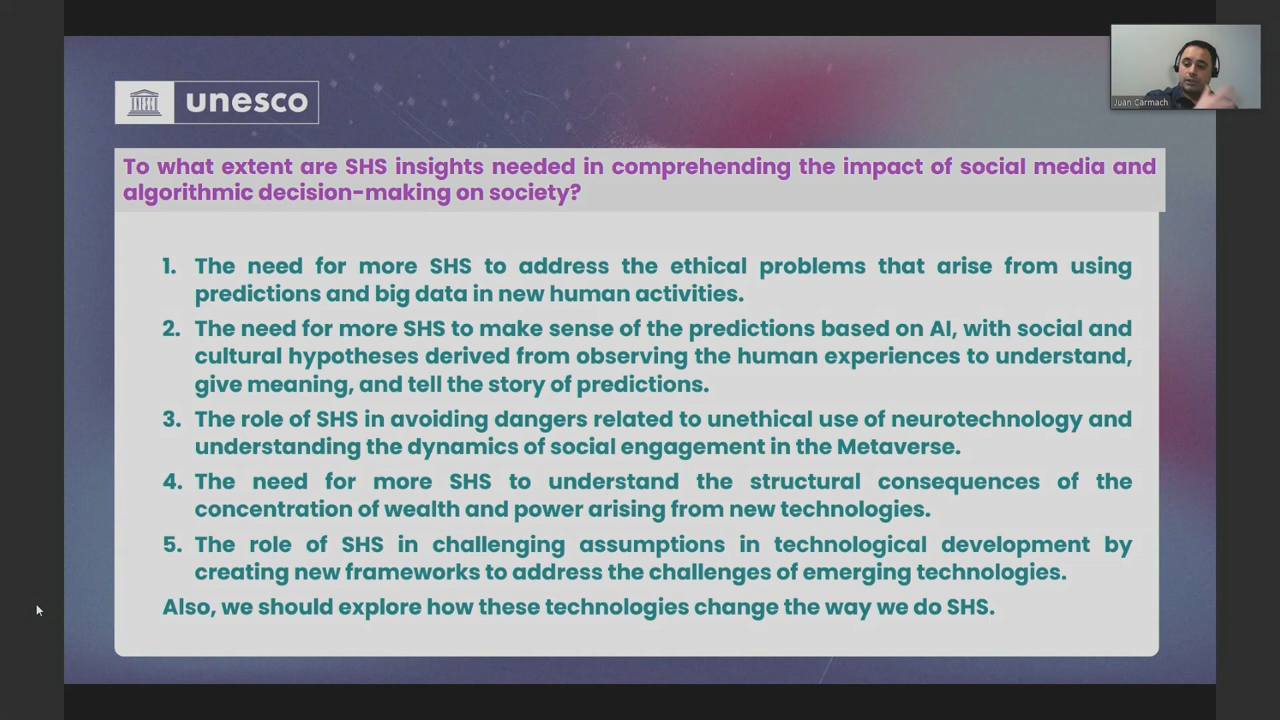 unesco
Juan Carmach
To what extent are SHS insights needed in comprehending the impact of social media and
algorithmic decision-making on society?
1. The need for more SHS to address the ethical problems that arise from using
predictions and big data in new human activities.
2. The need for more SHS to make sense of the predictions based on AI, with social and
cultural hypotheses derived from observing the human experiences to understand,
give meaning, and tell the story of predictions.
3. The role of SHS in avoiding dangers related to unethical use of neurotechnology and
understanding the dynamics of social engagement in the Metaverse.
4. The need for more SHS to understand the structural consequences of the
concentration of wealth and power arising from new technologies.
5. The role of SHS in challenging assumptions in technological development by
creating new frameworks to address the challenges of emerging technologies.
Also, we should explore how these technologies change the way we do SHS.